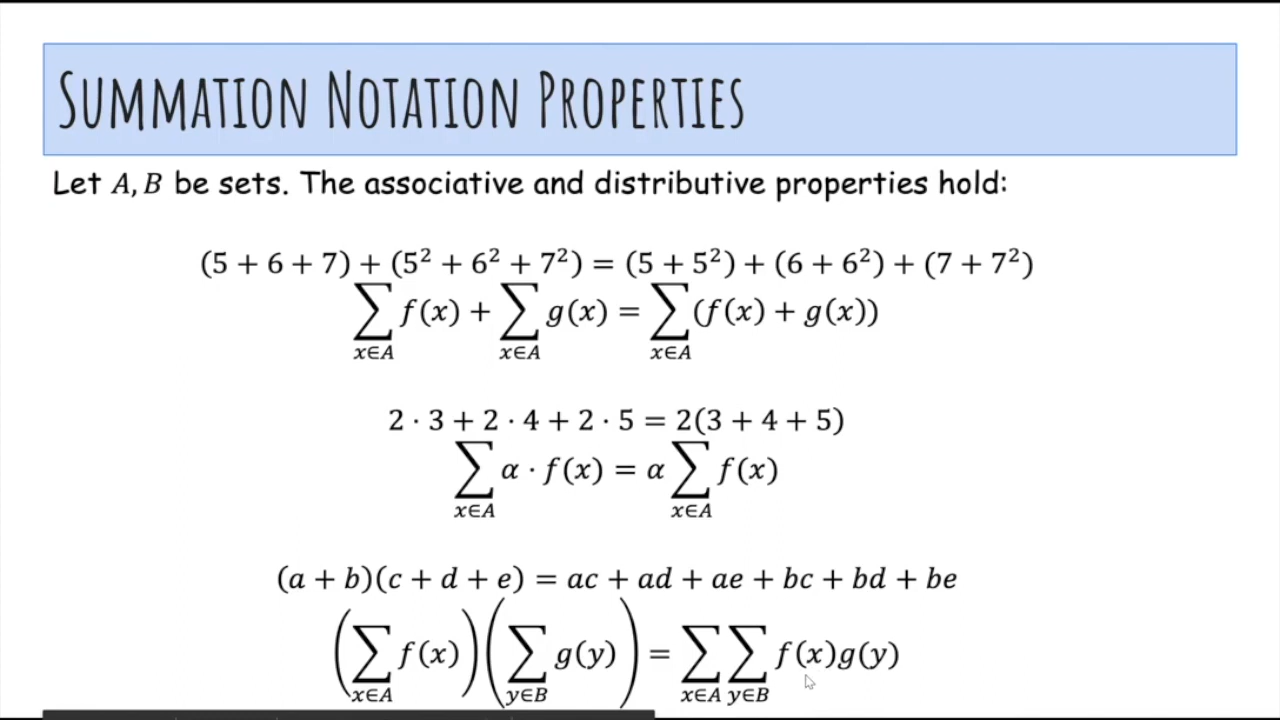 SUMMATION NOTATION PROPERTIES
Let A, B be sets. The associative and distributive properties hold:
(5 + 6 + 7) + (5² + 6² + 7²) = (5 + 5²) + (6 + 6²) + (7 + 7²)
∑_{x∈A} f(x) + ∑_{x∈A} g(x) = ∑_{x∈A} (f(x) + g(x))
2 · 3 + 2 · 4 + 2 · 5 = 2(3 + 4 + 5)
∑_{x∈A} α · f(x) = α ∑_{x∈A} f(x)
(a + b)(c + d + e) = ac + ad + ae + bc + bd + be
(∑_{x∈A} f(x)) (∑_{y∈B} g(y)) = ∑_{x∈A} ∑_{y∈B} f(x)g(y)